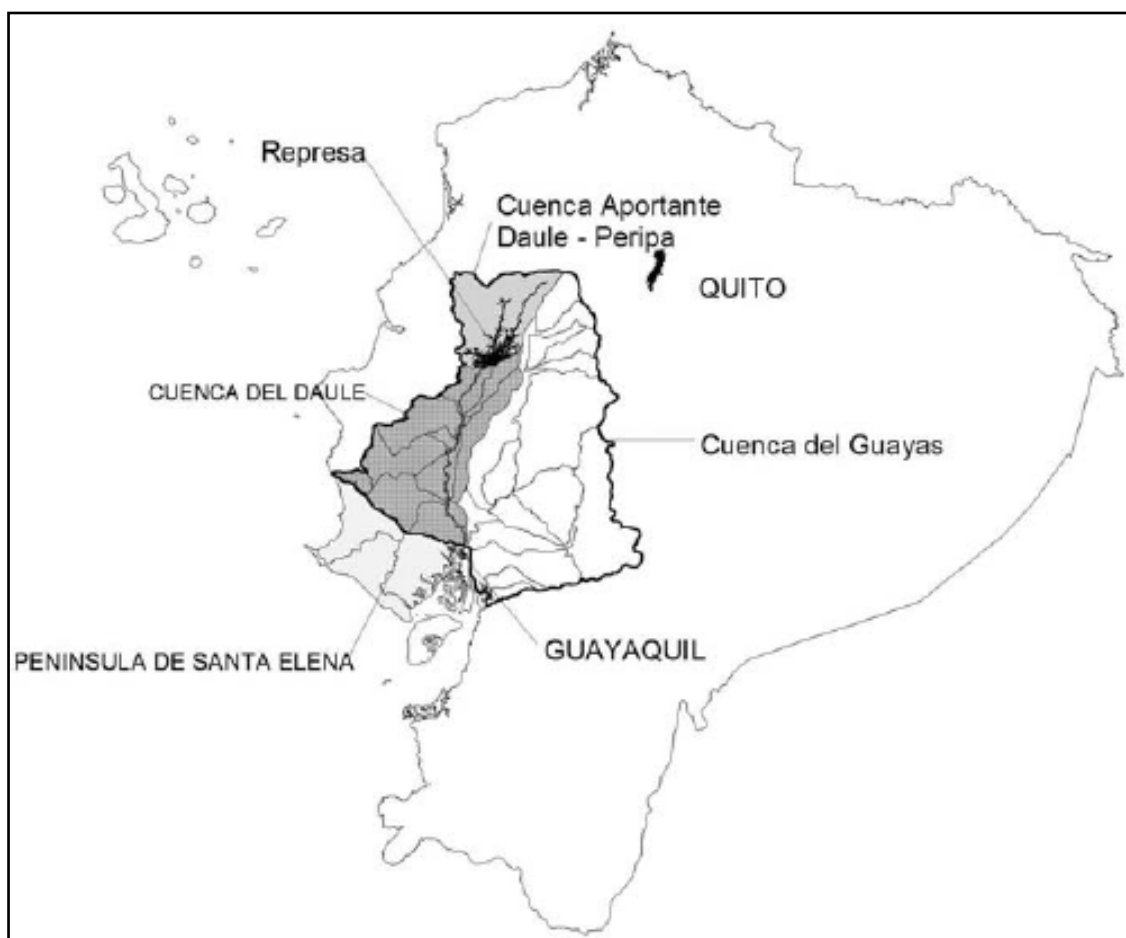 Represa
Cuenca Aportante
Daule - Peripa
QUITO
CUENCA DEL DAULE
Cuenca del Guayas
PENINSULA DE SANTA ELENA
GUAYAQUIL